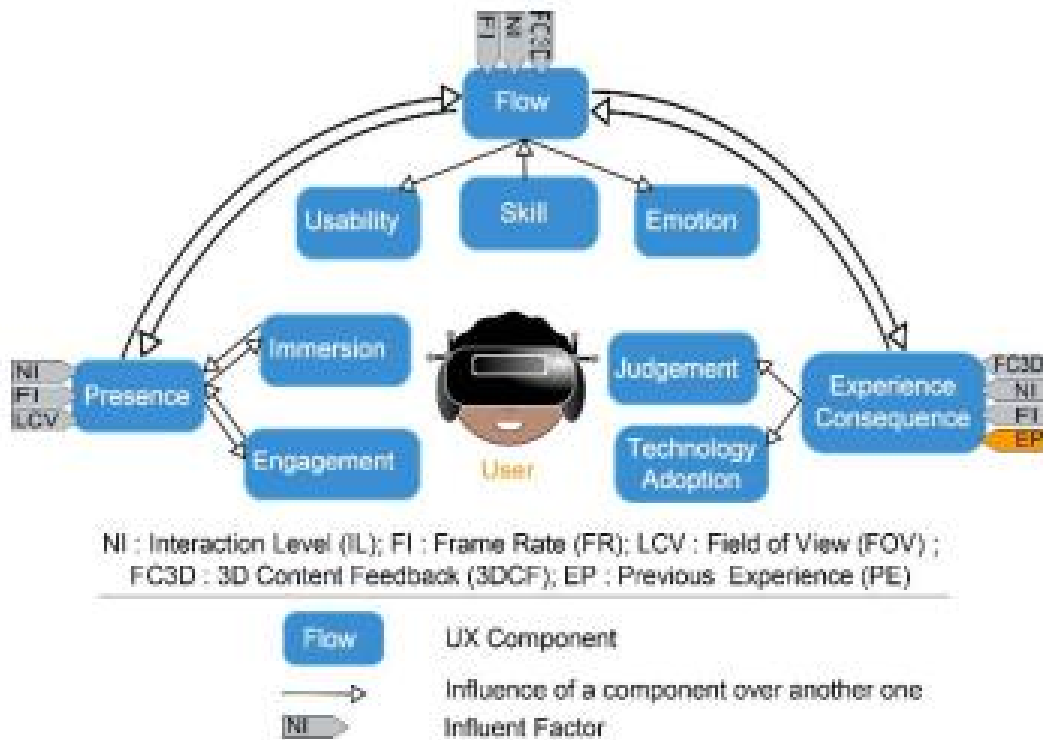 FI
NI
FC3D
Flow
Usability
Skill
Emotion
NI
FI
LCV
Presence
Immersion
Engagement
User
Judgement
Technology
Adoption
Experience
Consequence
FC3D
NI
FI
EP
NI : Interaction Level (IL); FI : Frame Rate (FR); LCV : Field of View (FOV) ;
FC3D : 3D Content Feedback (3DCF); EP : Previous Experience (PE)
Flow UX Component
Influence of a component over another one
NI Influent Factor